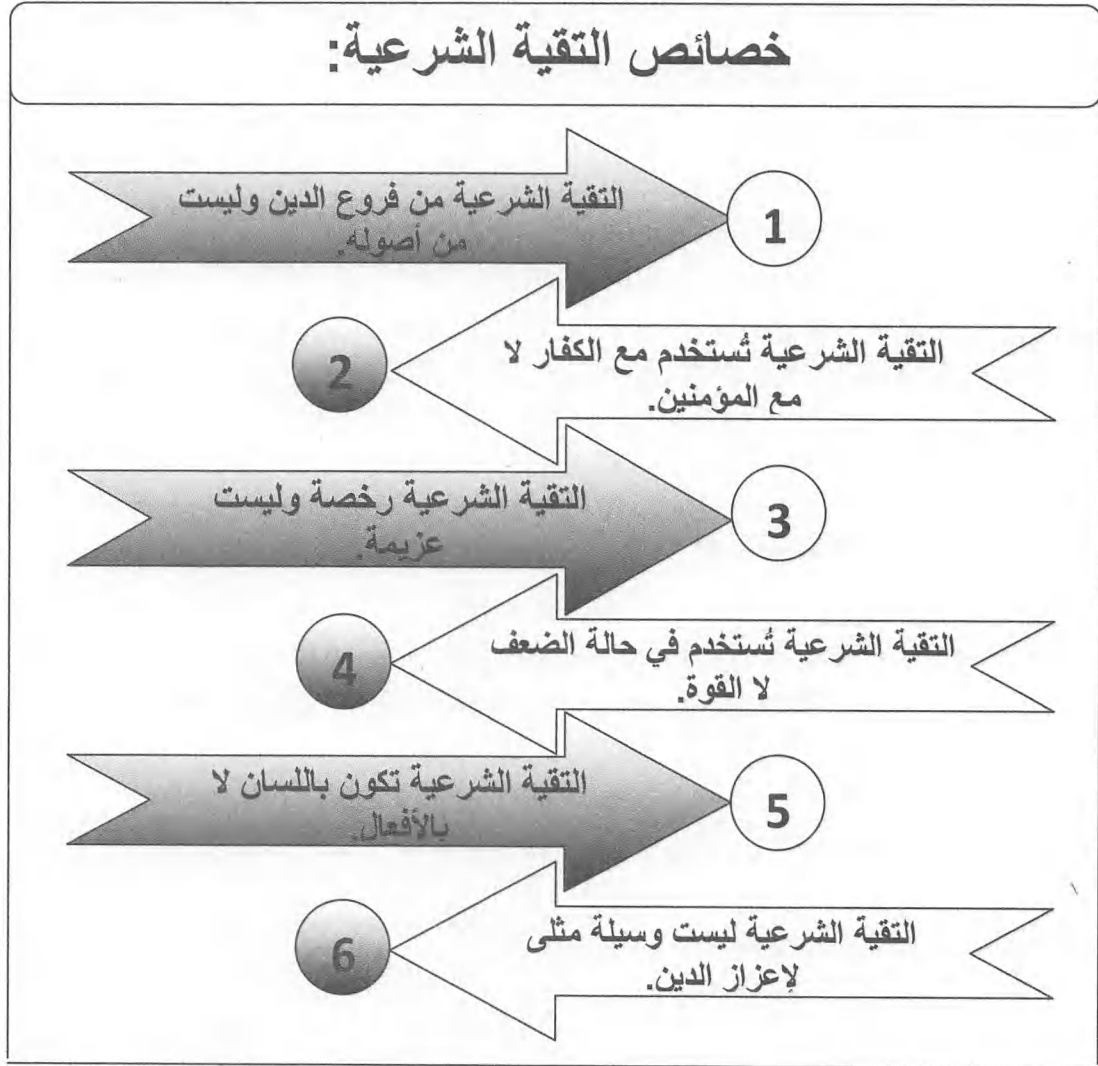 خصائص التقية الشرعية:
التقية الشرعية من فروع الدين وليست
من أصوله.
1
التقية الشرعية تُستخدم مع الكفار لا
مع المؤمنين.
2
التقية الشرعية رخصة وليست
عزيمة.
3
التقية الشرعية تُستخدم في حالة الضعف
لا القوة.
4
التقية الشرعية تكون باللسان لا
بالأفعال.
5
التقية الشرعية ليست وسيلة مثلى
لإعزاز الدين.
6